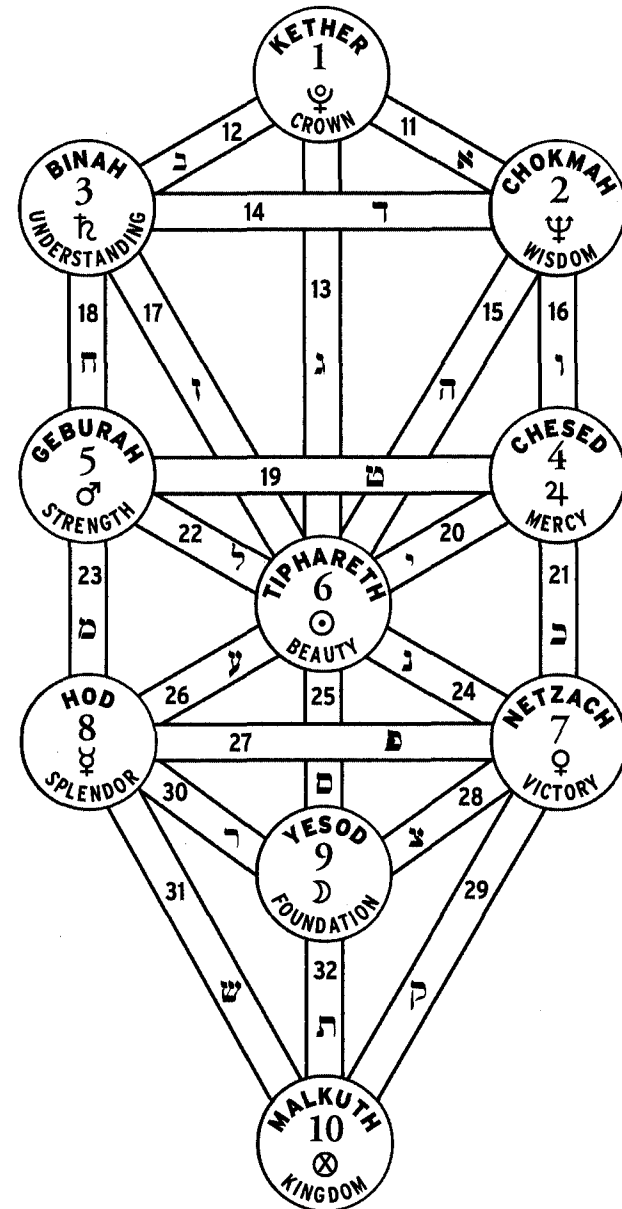 KETHER
1
♇
CROWN
12
11
ב
א
BINAH
3
♄
UNDERSTANDING
CHOKMAH
2
♆
WISDOM
14
ד
18
17
13
15
16
ח
ז
ג
ה
ו
GEBURAH
5
♂
STRENGTH
CHESED
4
♃
MERCY
19
ט
22
20
ל
י
TIPHARETH
6
☉
BEAUTY
23
21
מ
כ
ע
נ
26
25
24
HOD
8
☿
SPLENDOR
NETZACH
7
♀
VICTORY
27
פ
30
28
ס
ר
צ
YESOD
9
☽
FOUNDATION
31
29
32
ש
ת
ק
MALKUTH
10
⊗
KINGDOM